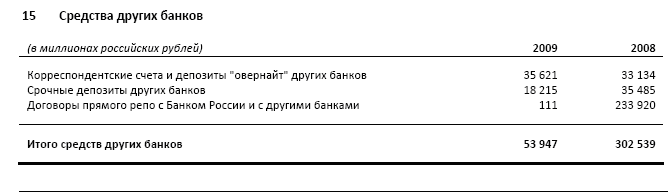 15 Средства других банков
(в миллионах российских рублей) 2009 2008
Корреспондентские счета и депозиты "овернайт" других банков 35 621 33 134
Срочные депозиты других банков 18 215 35 485
Договоры прямого репо с Банком России и с другими банками 111 233 920
Итого средств других банков 53 947 302 539